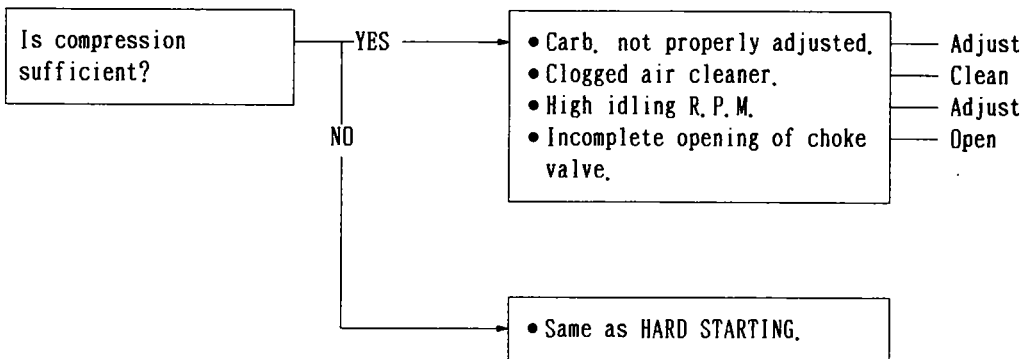 Is compression
sufficient?
YES
NO
• Carb. not properly adjusted.
Adjust
• Clogged air cleaner.
Clean
• High idling R.P.M.
Adjust
• Incomplete opening of choke
valve.
Open
• Same as HARD STARTING.